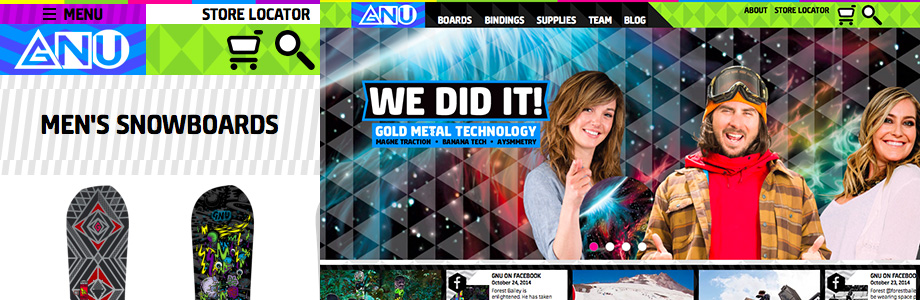 MENU
STORE LOCATOR
GNU
MEN'S SNOWBOARDS
GNU
GNU
BOARDS BINDINGS SUPPLIES TEAM BLOG
ABOUT STORE LOCATOR
WE DID IT!
GOLD METAL TECHNOLOGY
MAGNE TRACTION • BANANA TECH • AYSMMETRY
GNU ON FACEBOOK
October 24, 2014
Forest Bailey is
enlightened. He has taken
GNU ON FACEBOOK
October 23, 2014
Forest @forestbaile
be wearing space